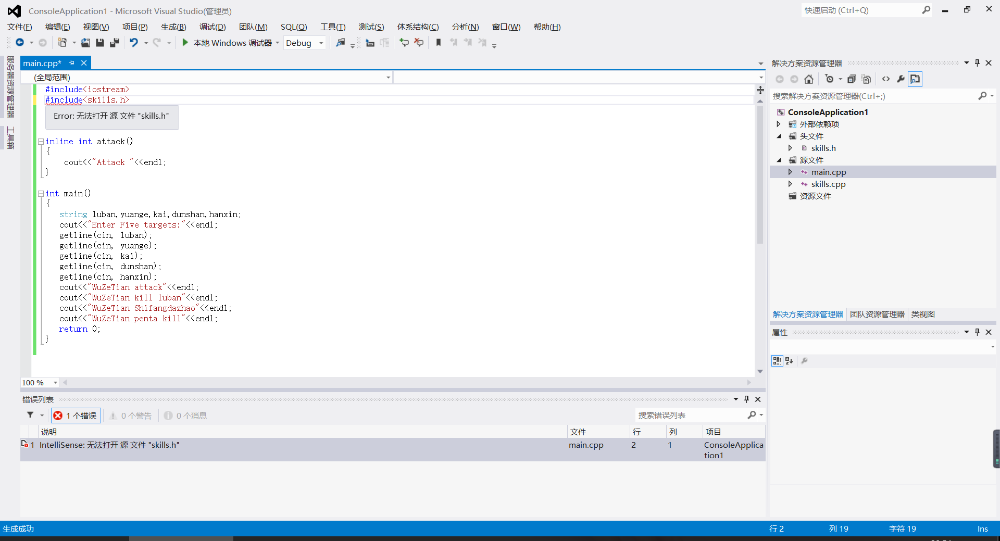 ConsoleApplication1 - Microsoft Visual Studio(管理员)
快速启动 (Ctrl+Q)
文件(F) 编辑(E) 视图(V) 项目(P) 生成(B) 调试(D) 团队(M) SQL(Q) 工具(T) 测试(S) 体系结构(C) 分析(N) 窗口(W) 帮助(H)
本地 Windows 调试器 Debug
服务器资源管理器
工具箱
main.cpp*
(全局范围)
#include<iostream>
#include<skills.h>
Error: 无法打开 源 文件 "skills.h"
inline int attack()
{
cout<<"Attack "<<endl;
}
int main()
{
string luban,yuange,kai,dunshan,hanxin;
cout<<"Enter Five targets:"<<endl;
getline(cin, luban);
getline(cin, yuange);
getline(cin, kai);
getline(cin, dunshan);
getline(cin, hanxin);
cout<<"WuZeTian attack"<<endl;
cout<<"WuZeTian kill luban"<<endl;
cout<<"WuZeTian Shifangdazhao"<<endl;
cout<<"WuZeTian penta kill"<<endl;
return 0;
}
100 %
错误列表
1 个错误 0 个警告 0 个消息
搜索错误列表
说明 文件 行 列 项目
1 IntelliSense: 无法打开 源 文件 "skills.h" main.cpp 2 1 ConsoleApplica
tion1
解决方案资源管理器
搜索解决方案资源管理器(Ctrl+;)
ConsoleApplication1
外部依赖项
头文件
skills.h
源文件
main.cpp
skills.cpp
资源文件
解决方案资源管理器 团队资源管理器 类视图
属性
生成成功 行 2 列 19 字符 19 Ins